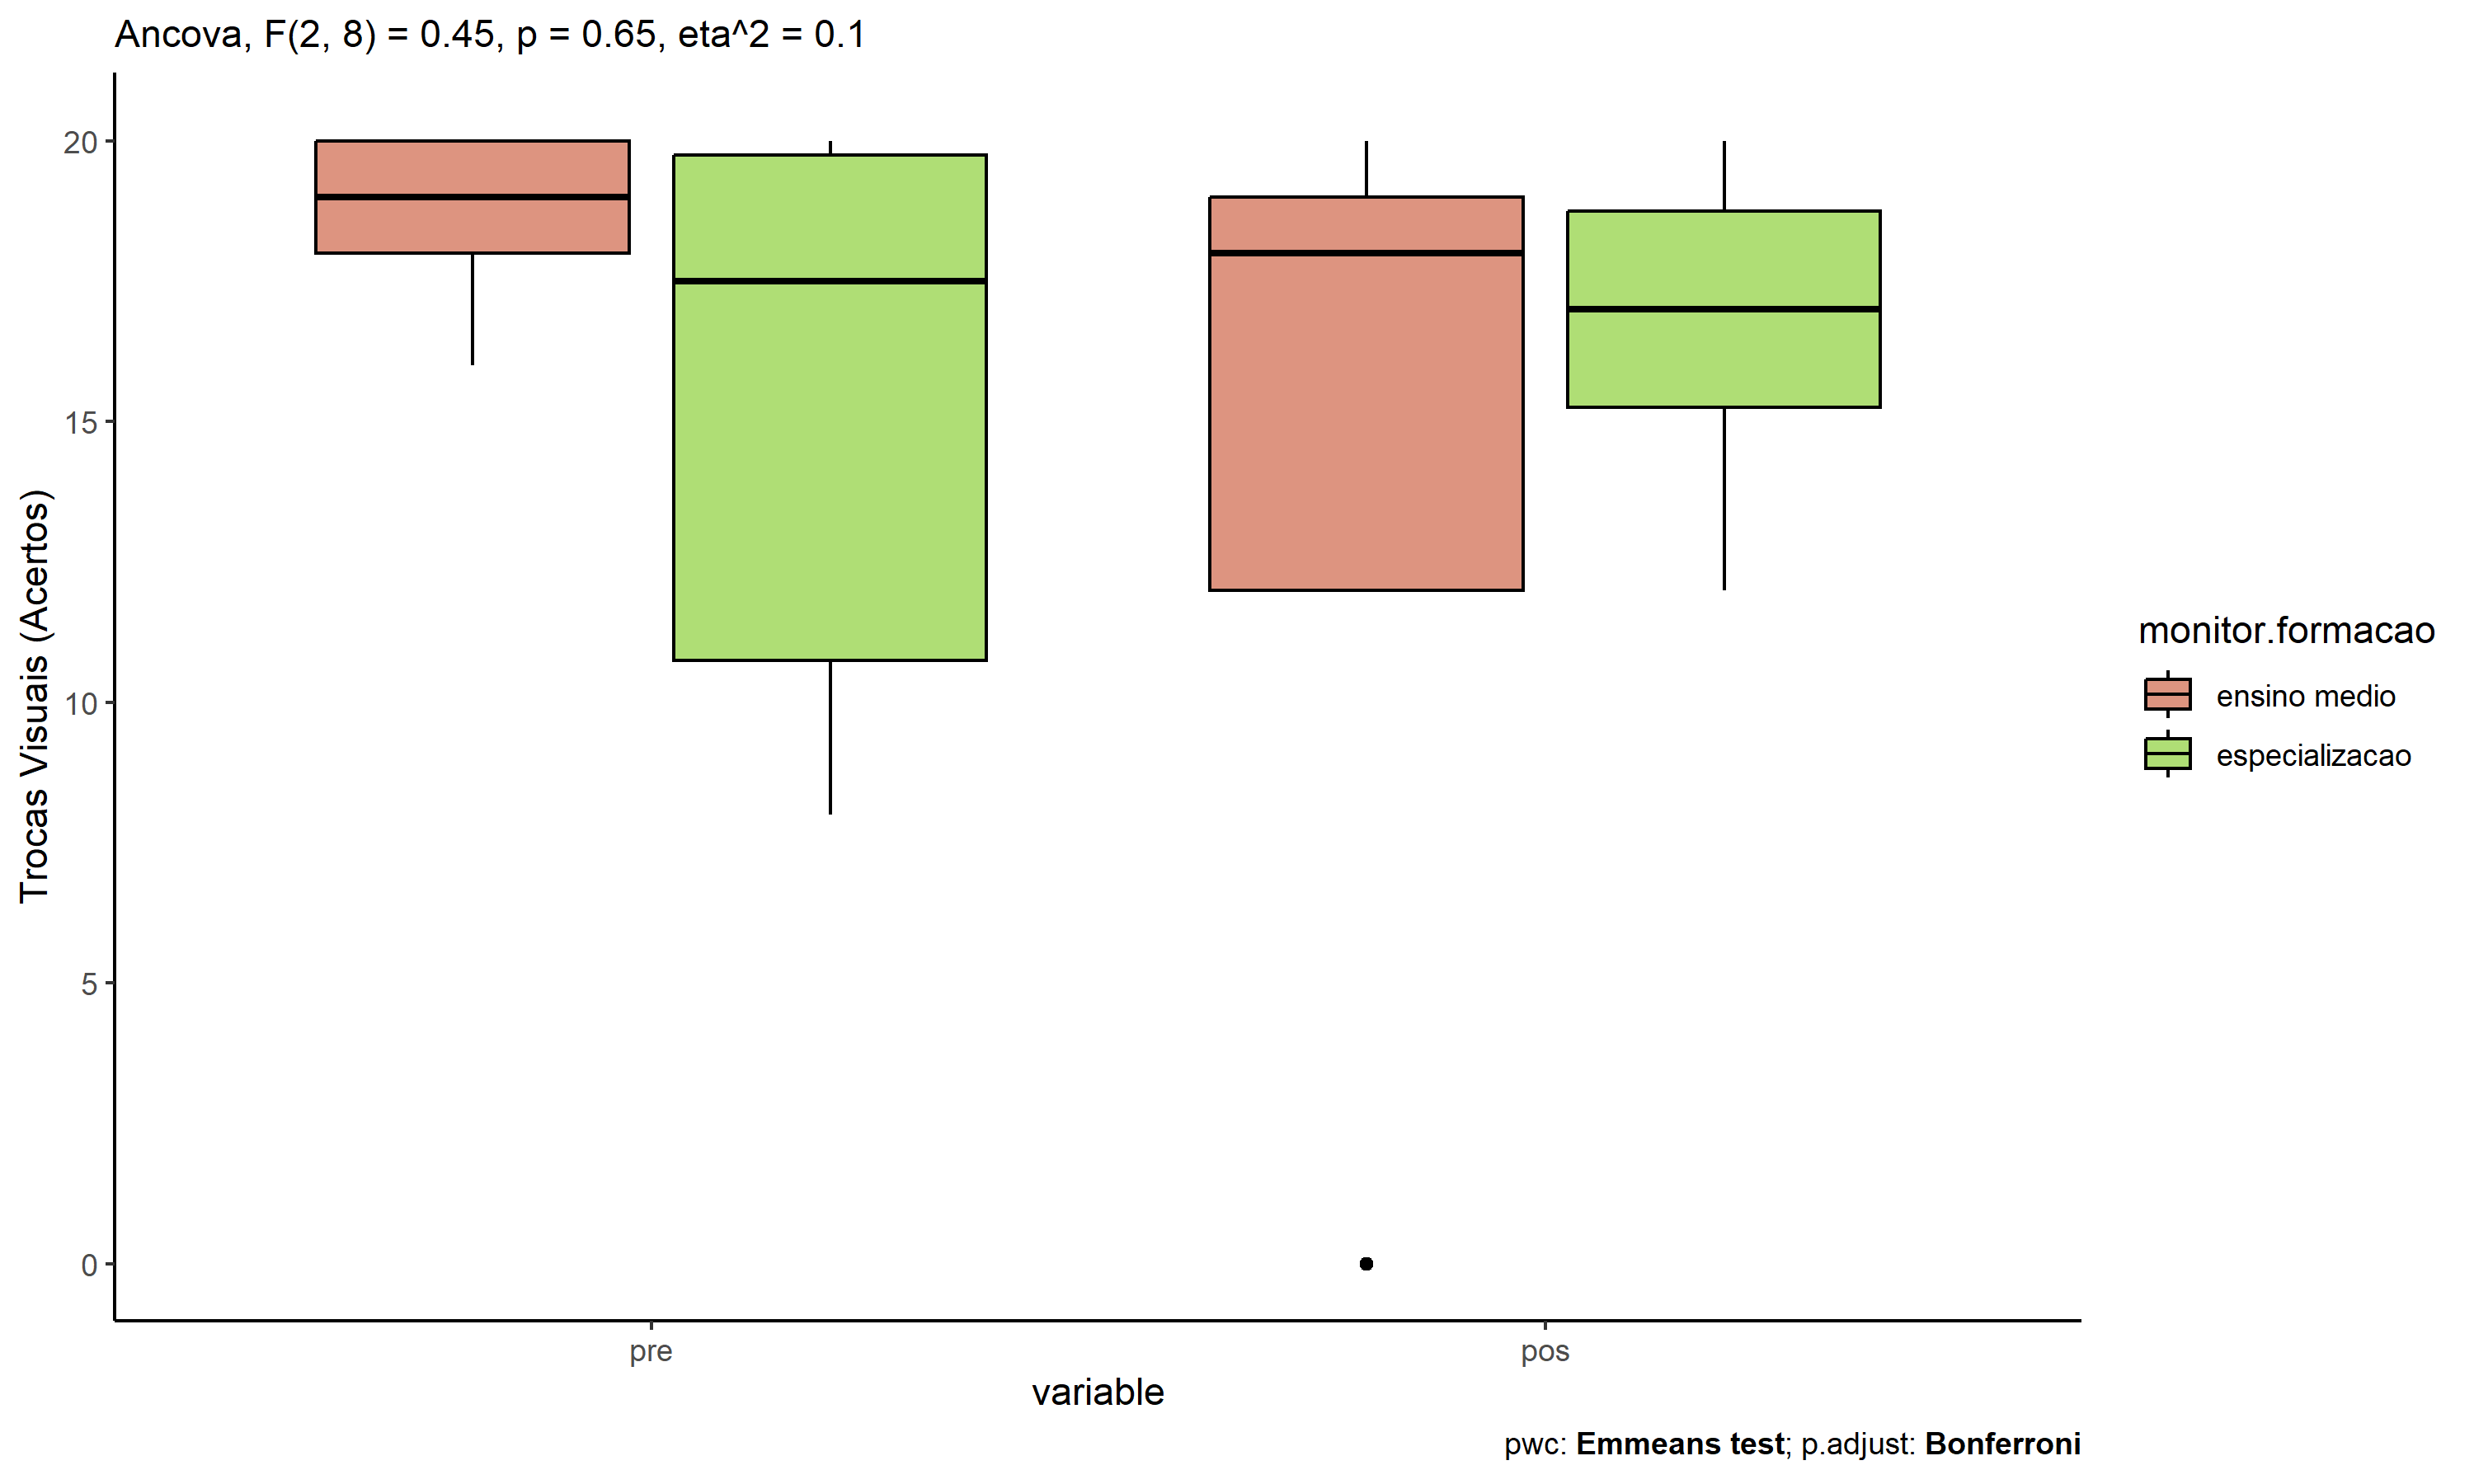 Ancova, F(2, 8) = 0.45, p = 0.65, eta^2 = 0.1
Trocas Visuais (Acertos)
20
15
10
5
0
pre
pos
variable
monitor.formacao
ensino medio
especializacao
pwc: Emmeans test; p.adjust: Bonferroni